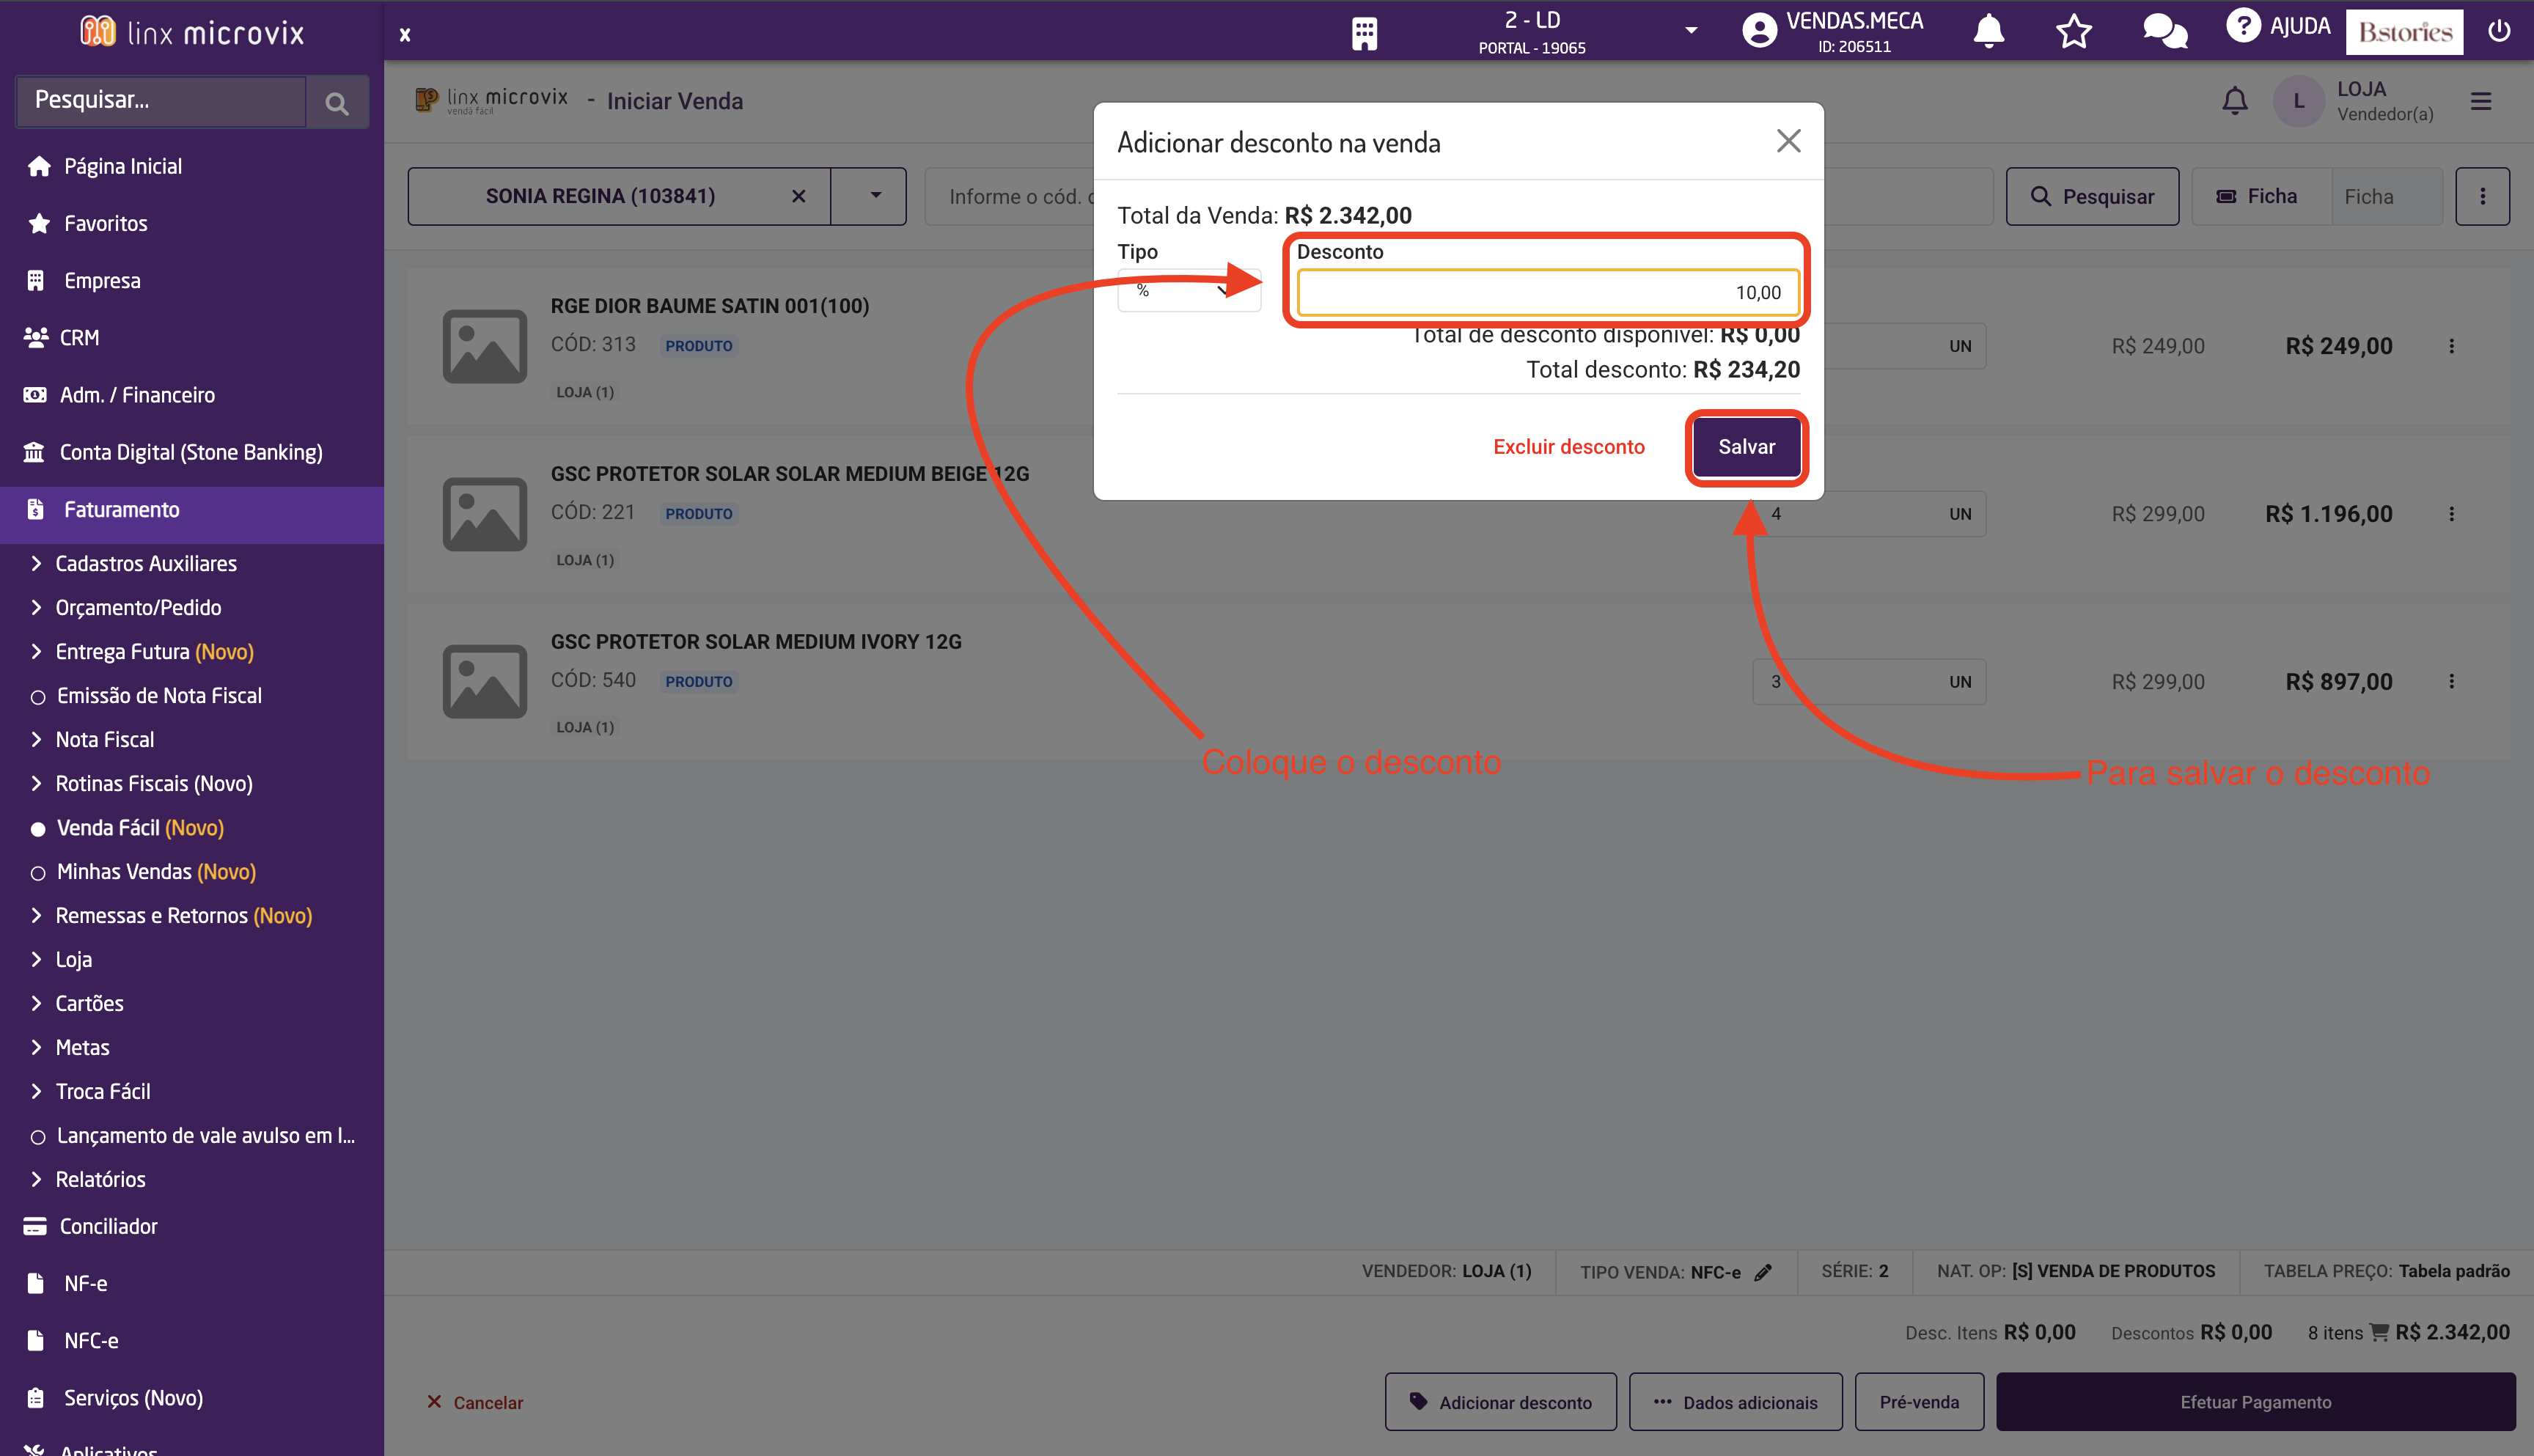 linx microvix
x
2 - LD
PORTAL - 19065
VENDAS.MECA
ID: 206511
? AJUDA
B.stories
Pesquisar...
linx microvix
venda fácil
- Iniciar Venda
L
LOJA
Vendedor(a)
Página Inicial
Favoritos
Empresa
CRM
Adm. / Financeiro
Conta Digital (Stone Banking)
Faturamento
Cadastros Auxiliares
Orçamento/Pedido
Entrega Futura (Novo)
Emissão de Nota Fiscal
Nota Fiscal
Rotinas Fiscais (Novo)
Venda Fácil (Novo)
Minhas Vendas (Novo)
Remessas e Retornos (Novo)
Loja
Cartões
Metas
Troca Fácil
Lançamento de vale avulso em l...
Relatórios
Conciliador
NF-e
NFC-e
Serviços (Novo)
Aplicativos
SONIA REGINA (103841)
Informe o cód.
Pesquisar
Ficha
Ficha
Adicionar desconto na venda
Total da Venda: R$ 2.342,00
Tipo
Desconto
%
10,00
Total de desconto disponível: R$ 0,00
Total desconto: R$ 234,20
Excluir desconto
Salvar
RGE DIOR BAUME SATIN 001(100)
CÓD: 313 PRODUTO
LOJA (1)
UN
R$ 249,00
R$ 249,00
GSC PROTETOR SOLAR SOLAR MEDIUM BEIGE 12G
CÓD: 221 PRODUTO
LOJA (1)
4 UN
R$ 299,00
R$ 1.196,00
GSC PROTETOR SOLAR MEDIUM IVORY 12G
CÓD: 540 PRODUTO
LOJA (1)
3 UN
R$ 299,00
R$ 897,00
Coloque o desconto
Para salvar o desconto
VENDEDOR: LOJA (1)
TIPO VENDA: NFC-e
SÉRIE: 2
NAT. OP: [S] VENDA DE PRODUTOS
TABELA PREÇO: Tabela padrão
Desc. Itens R$ 0,00
Descontos R$ 0,00
8 itens R$ 2.342,00
Cancelar
Adicionar desconto
Dados adicionais
Pré-venda
Efetuar Pagamento